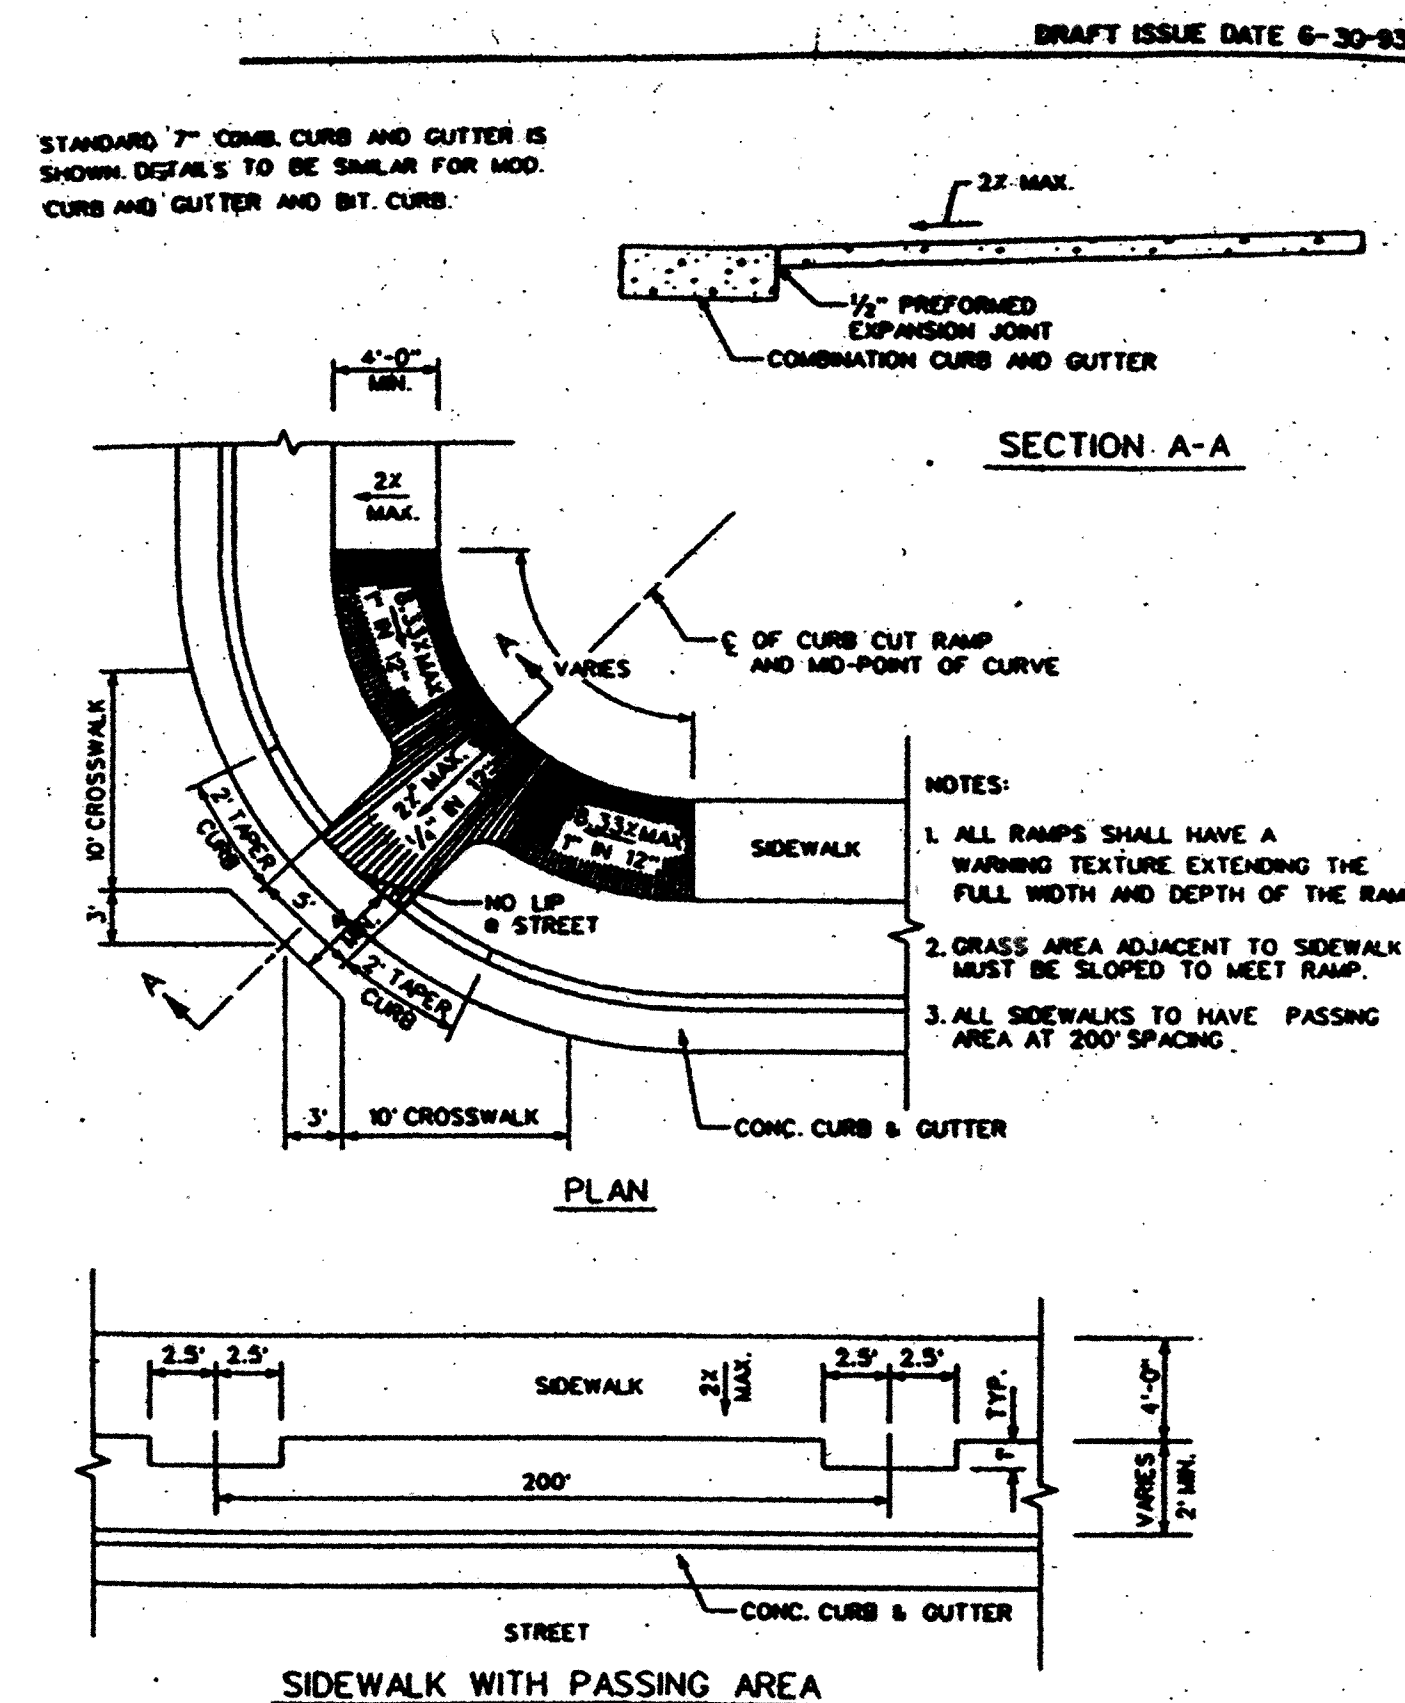 DRAFT ISSUE DATE 6-30-93
STANDARD 7" COMB. CURB AND GUTTER IS
SHOWN. DETAILS TO BE SIMILAR FOR MOD.
CURB AND GUTTER AND BIT. CURB.
2% MAX.
1/2" PREFORMED
EXPANSION JOINT
COMBINATION CURB AND GUTTER
SECTION A-A
4'-0"
MIN.
2%
MAX.
8.33% MAX
1" IN 12"
A
VARIES
℄ OF CURB CUT RAMP
AND MID-POINT OF CURVE
10' CROSSWALK
3'
2' TAPER
CURB
2% MAX.
1/4" IN 12"
8.33% MAX
1" IN 12"
SIDEWALK
NO LIP
@ STREET
5'
2' TAPER
CURB
A
3'
10' CROSSWALK
CONC. CURB & GUTTER
PLAN
NOTES:
1. ALL RAMPS SHALL HAVE A
WARNING TEXTURE EXTENDING THE
FULL WIDTH AND DEPTH OF THE RAM
2. GRASS AREA ADJACENT TO SIDEWALK
MUST BE SLOPED TO MEET RAMP.
3. ALL SIDEWALKS TO HAVE PASSING
AREA AT 200' SPACING
2.5' 2.5'
SIDEWALK
2%
MAX.
2.5' 2.5'
TYP.
1'
4'-0"
VARIES
2' MIN.
200'
CONC. CURB & GUTTER
STREET
SIDEWALK WITH PASSING AREA